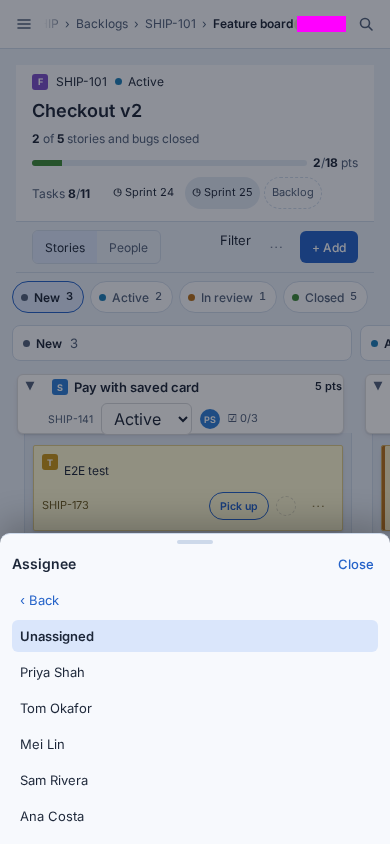 IP › Backlogs › SHIP-101 › Feature board
F SHIP-101 Active
Checkout v2
2 of 5 stories and bugs closed
2/18 pts
Tasks 8/11 Sprint 24 Sprint 25 Backlog
Stories People Filter ... + Add
New 3 Active 2 In review 1 Closed 5
New 3 A
S Pay with saved card 5 pts
SHIP-141 Active PS 0/3
T E2E test
SHIP-173 Pick up ...
Assignee Close
‹ Back
Unassigned
Priya Shah
Tom Okafor
Mei Lin
Sam Rivera
Ana Costa